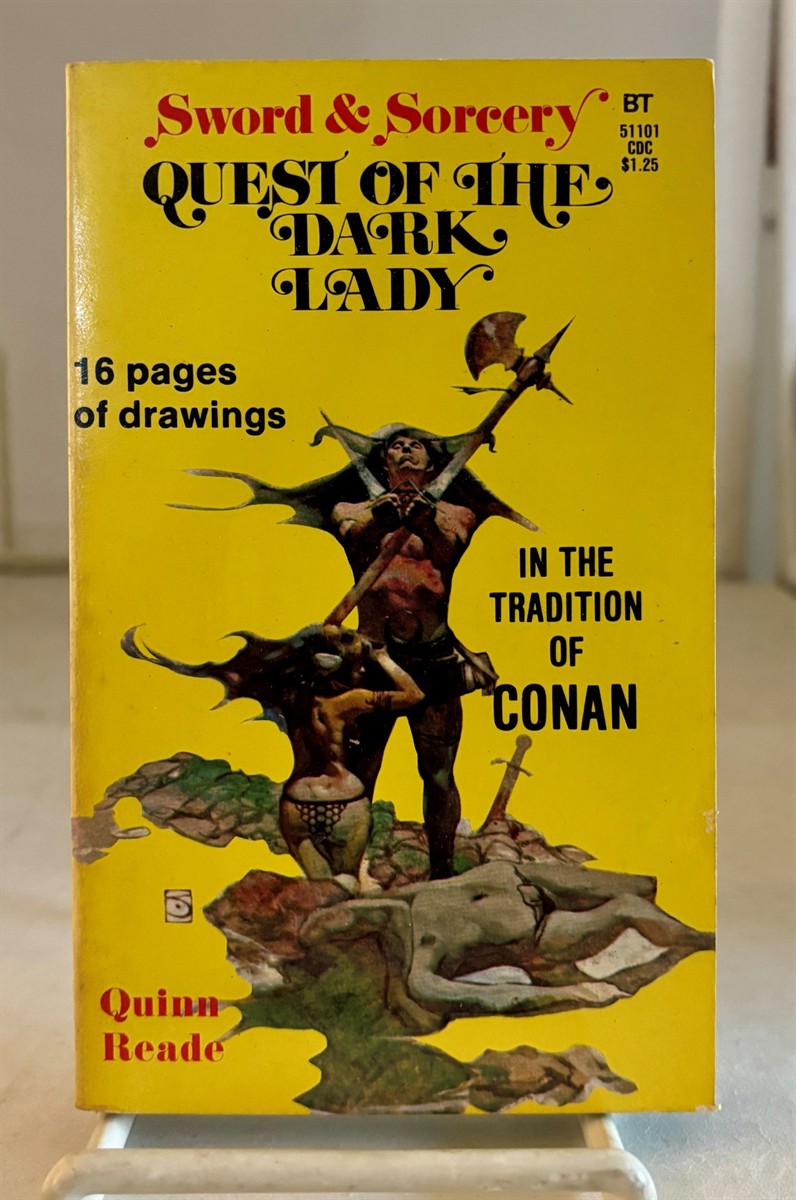 Sword & Sorcery
BT
51101
CDC
$1.25
QUEST OF THE
DARK
LADY
16 pages
of drawings
IN THE
TRADITION
OF
CONAN
Quinn
Reade